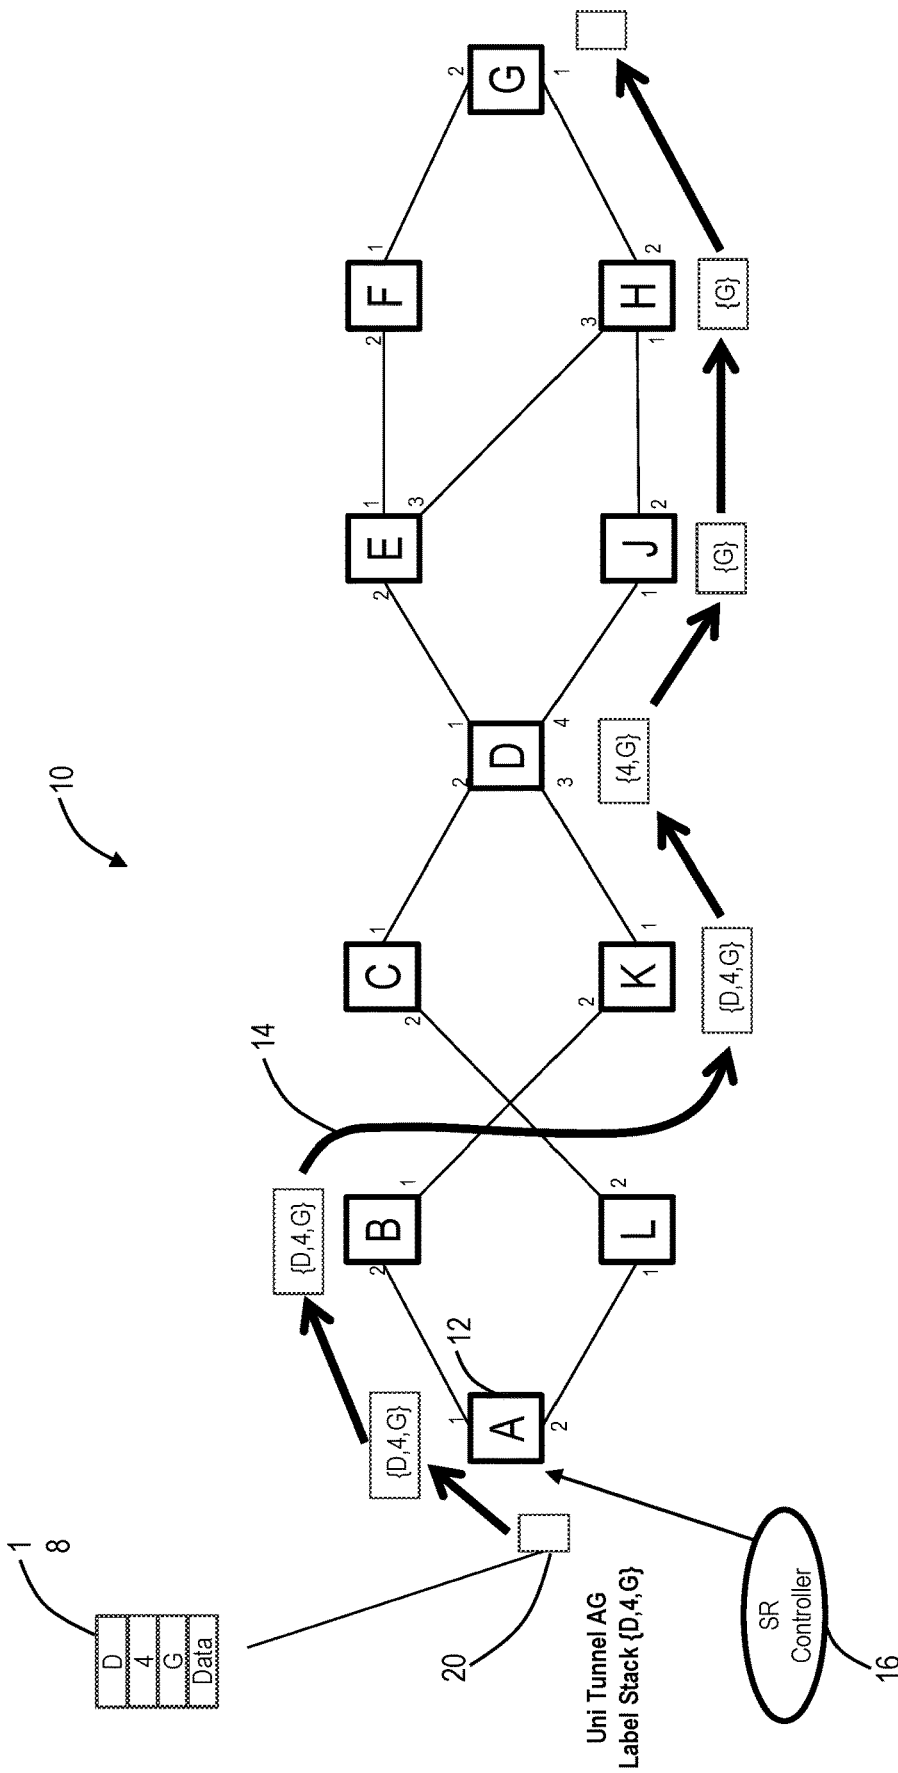 10
14
12
1
8
20
16
D
4
G
Data
Uni Tunnel AG
Label Stack {D,4,G}
SR
Controller
{D,4,G}
{D,4,G}
{D,4,G}
{4,G}
{G}
{G}
A
1
2
B
2
1
L
1
2
C
2
1
K
2
1
D
2
1
3
4
E
2
1
3
J
1
2
F
2
1
H
3
1
2
G
2
1